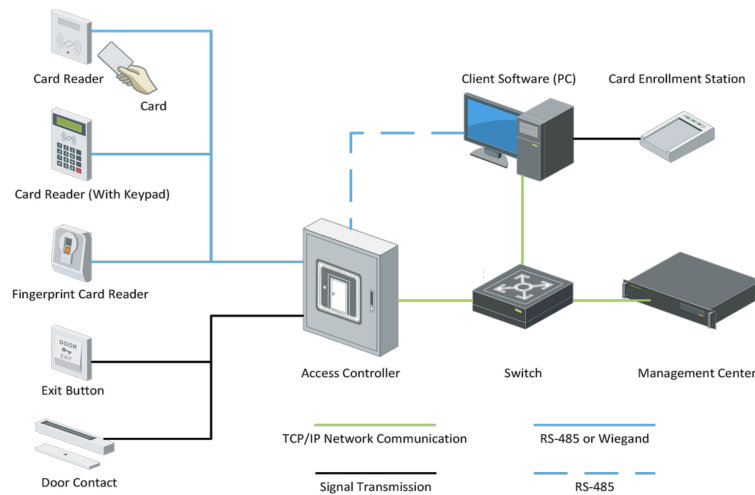 Card Reader
Card
Client Software (PC)
Card Enrollment Station
Card Reader (With Keypad)
Fingerprint Card Reader
DOOR
EXIT
Exit Button
Access Controller
Switch
Management Center
TCP/IP Network Communication
RS-485 or Wiegand
Door Contact
Signal Transmission
RS-485